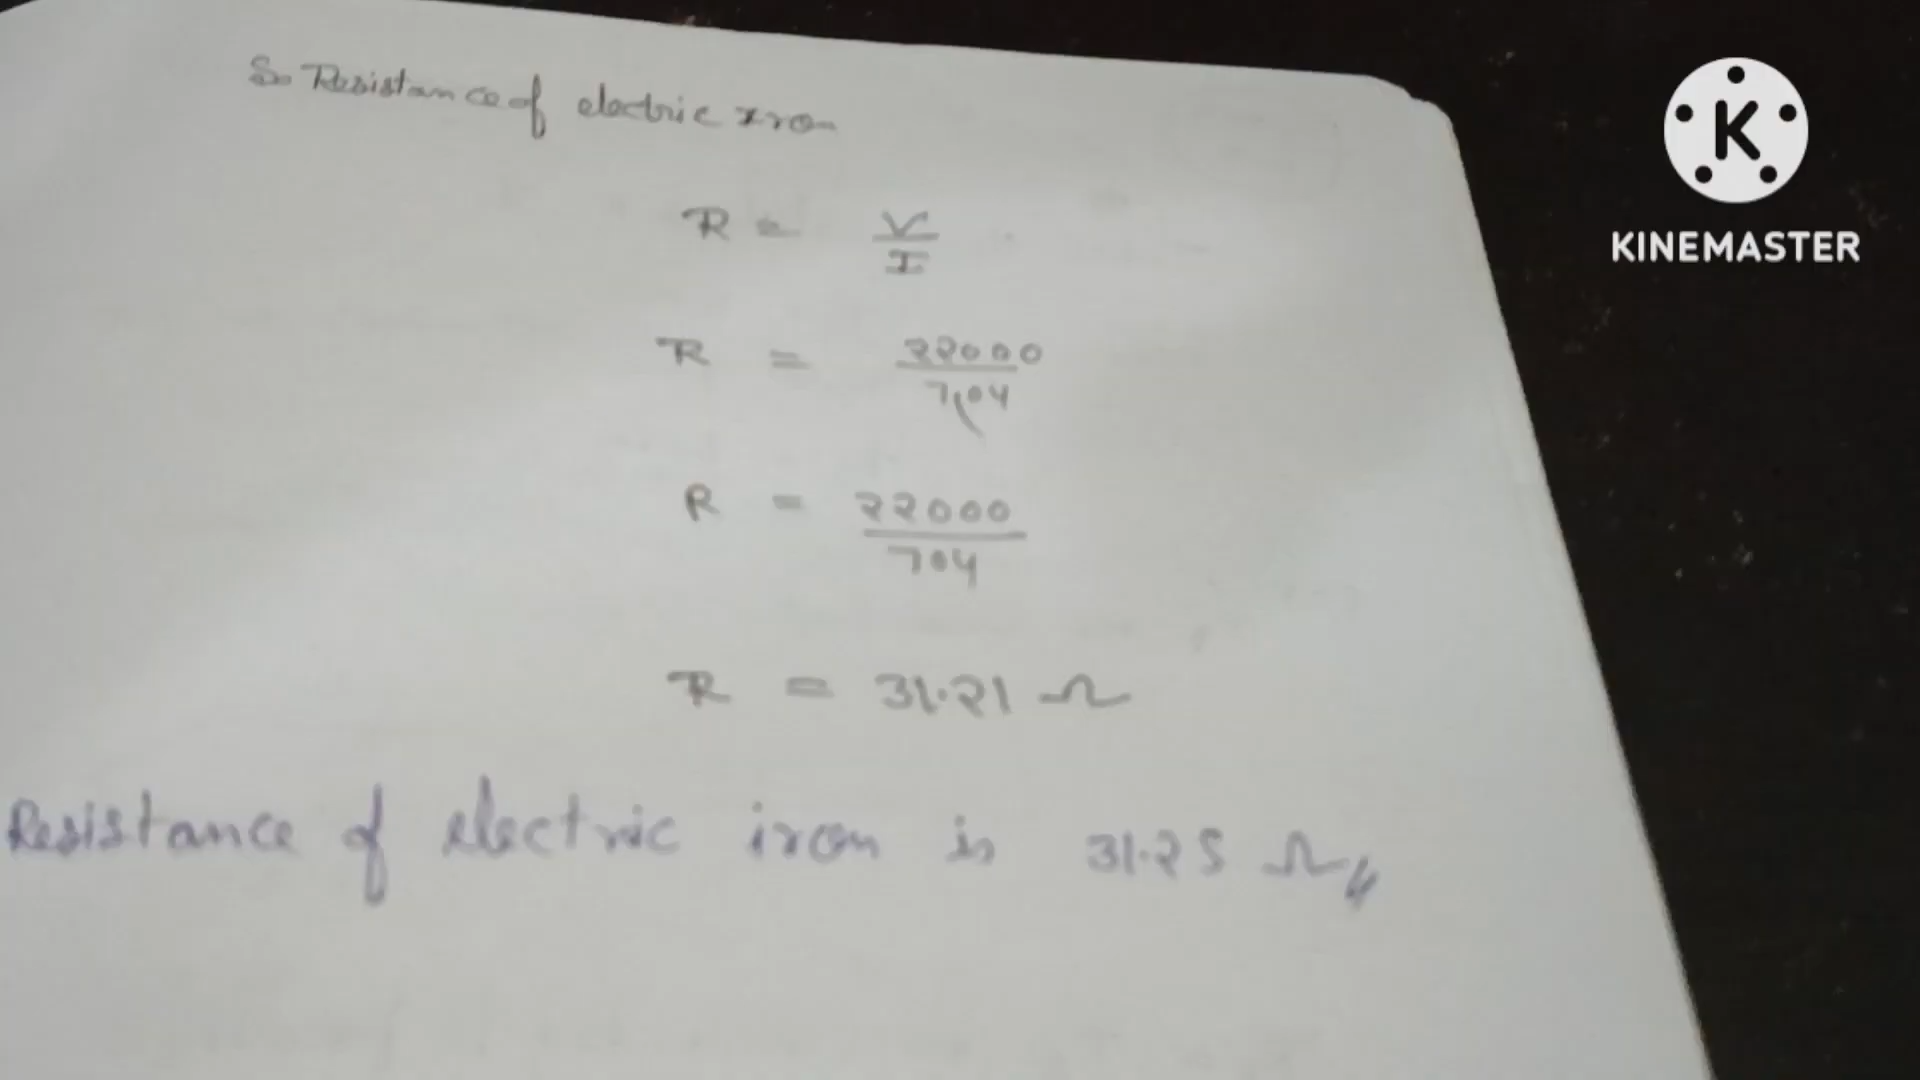 So Resistance of electric Iron
R = V/I
R = 22000/7.04
R = 22000/704
R = 31.21 Ω
Resistance of electric iron is 31.25 Ω
K
KINEMASTER